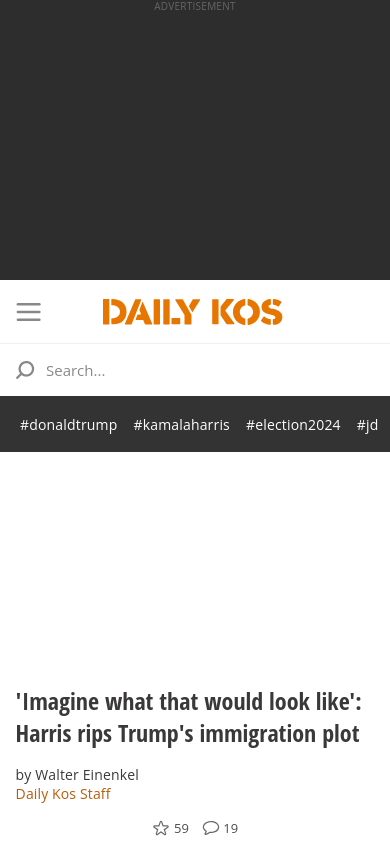 ADVERTISEMENT
DAILY KOS
Search...
#donaldtrump #kamalaharris #election2024 #jd
'Imagine what that would look like':
Harris rips Trump's immigration plot
by Walter Einenkel
Daily Kos Staff
59 19